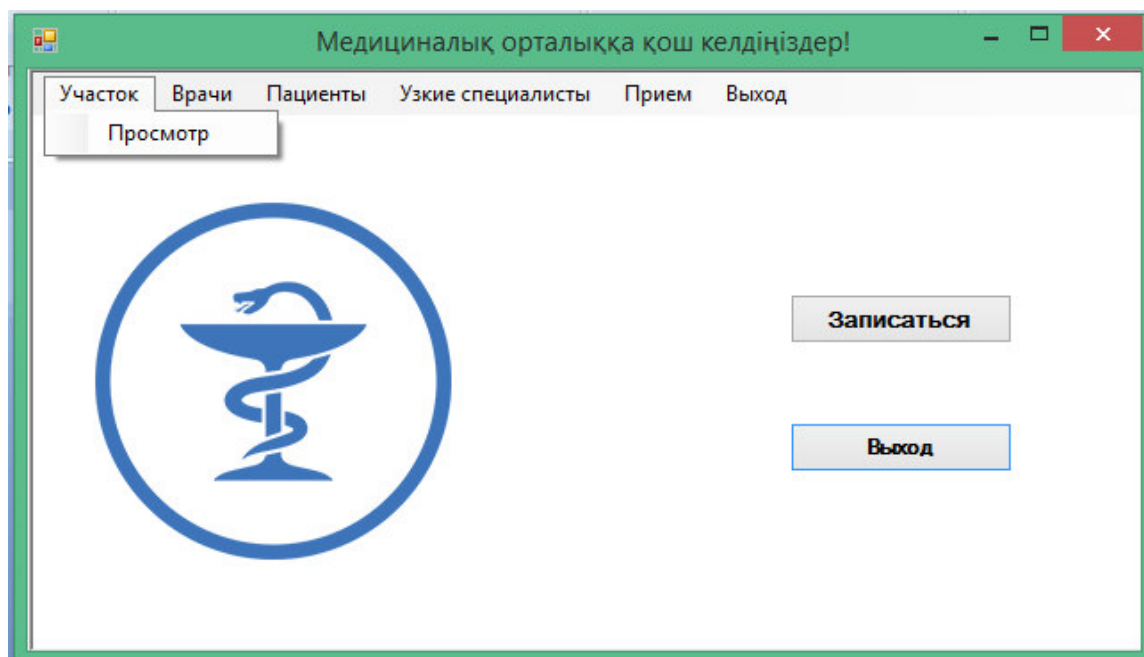 Медициналық орталыққа қош келдіңіздер!
Участок Врачи Пациенты Узкие специалисты Прием Выход
Просмотр
Записаться
Выход